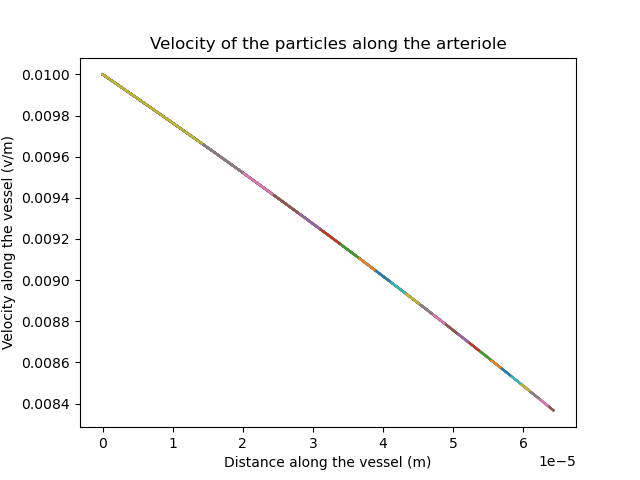 Velocity of the particles along the arteriole
Velocity along the vessel (v/m)
0.0100
0.0098
0.0096
0.0094
0.0092
0.0090
0.0088
0.0086
0.0084
0 1 2 3 4 5 6
1e−5
Distance along the vessel (m)